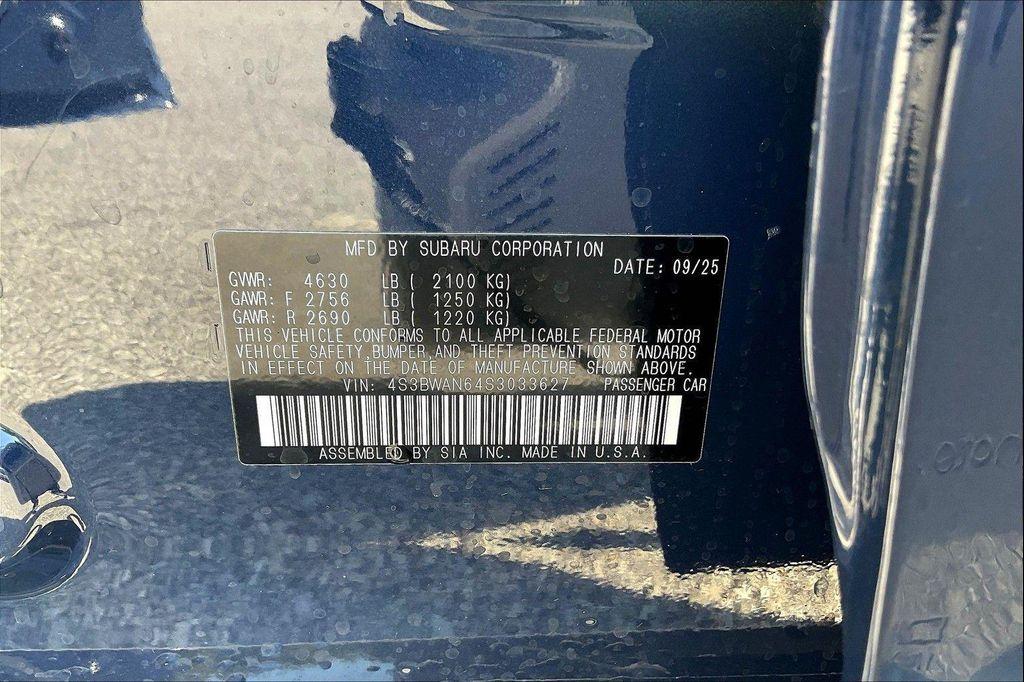 MFD BY SUBARU CORPORATION
DATE: 09/25
GVWR: 4630 LB ( 2100 KG)
GAWR: F 2756 LB ( 1250 KG)
GAWR: R 2690 LB ( 1220 KG)
THIS VEHICLE CONFORMS TO ALL APPLICABLE FEDERAL MOTOR
VEHICLE SAFETY,BUMPER,AND THEFT PREVENTION STANDARDS
IN EFFECT ON THE DATE OF MANUFACTURE SHOWN ABOVE.
VIN: 4S3BWAN64S3033627 PASSENGER CAR
ASSEMBLED BY SIA INC. MADE IN U.S.A.